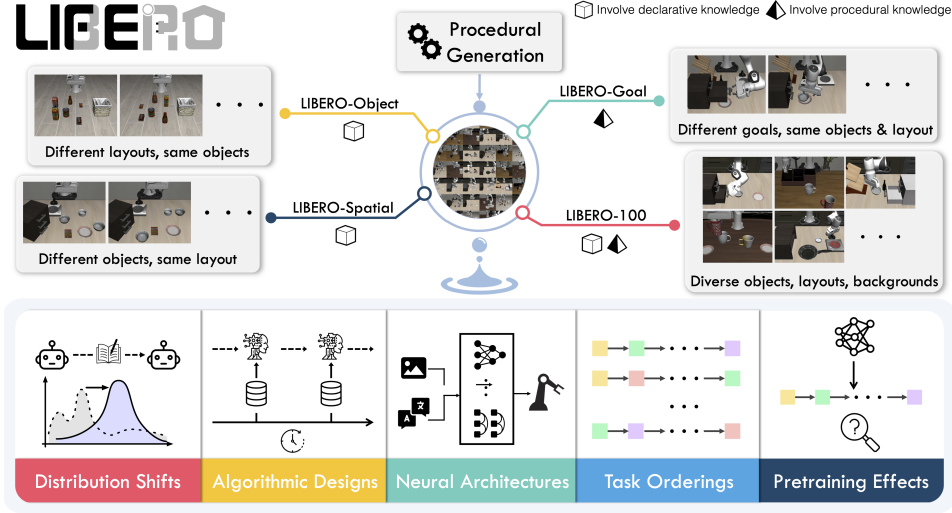 LIBERO
Procedural
Generation
Involve declarative knowledge
Involve procedural knowledge
LIBERO-Object
Different layouts, same objects
LIBERO-Goal
Different goals, same objects & layout
LIBERO-Spatial
Different objects, same layout
LIBERO-100
Diverse objects, layouts, backgrounds
A 文
?
Distribution Shifts
Algorithmic Designs
Neural Architectures
Task Orderings
Pretraining Effects